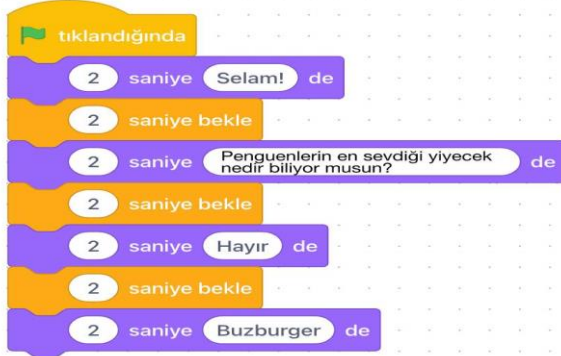 tıklandığında
2 saniye Selam! de
2 saniye bekle
2 saniye Penguenlerin en sevdiği yiyecek
nedir biliyor musun? de
2 saniye bekle
2 saniye Hayır de
2 saniye bekle
2 saniye Buzburger de